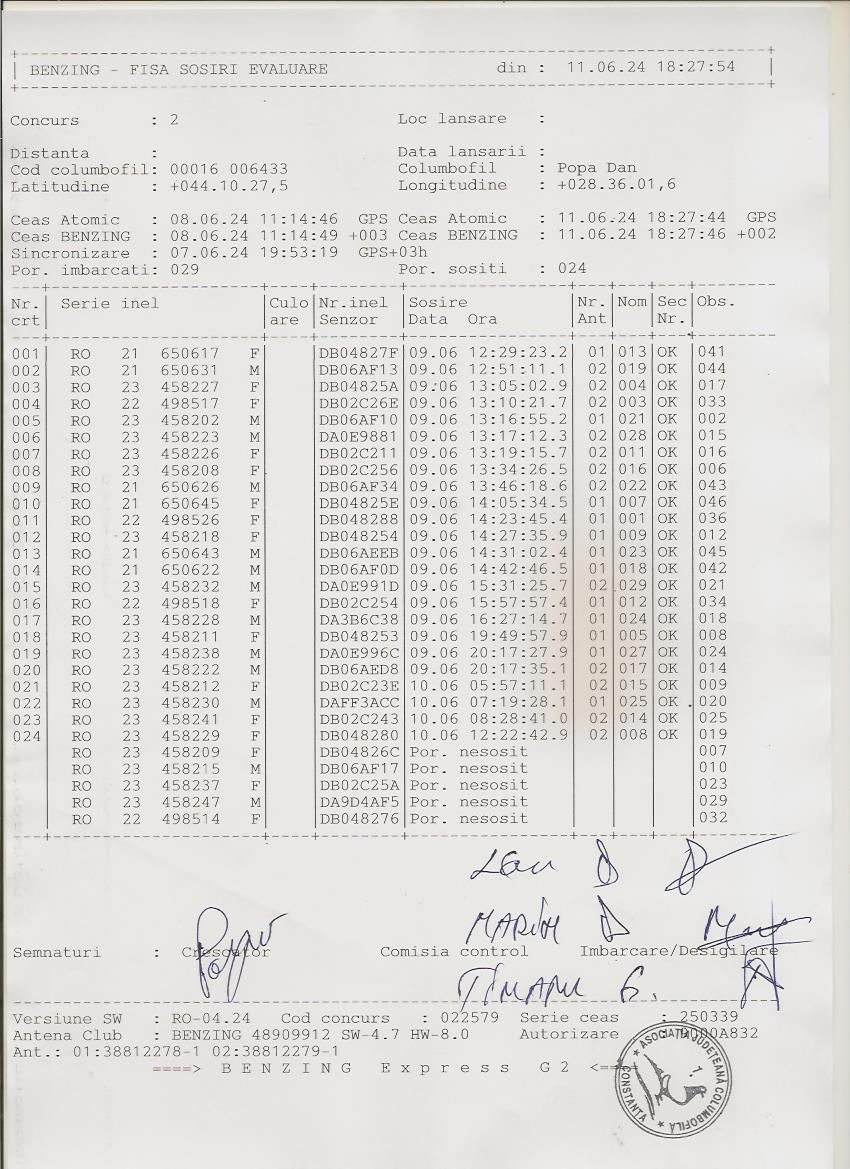 BENZING - FISA SOSIRI EVALUARE din : 11.06.24 18:27:54
Concurs : 2 Loc lansare :
Distanta : Data lansarii :
Cod columbofil: 00016 006433 Columbofil : Popa Dan
Latitudine : +044.10.27,5 Longitudine : +028.36.01,6
Ceas Atomic : 08.06.24 11:14:46 GPS Ceas Atomic : 11.06.24 18:27:44 GPS
Ceas BENZING : 08.06.24 11:14:49 +003 Ceas BENZING : 11.06.24 18:27:46 +002
Sincronizare : 07.06.24 19:53:19 GPS+03h
Por. imbarcati: 029 Por. sositi : 024
Nr. Serie inel Culo Nr.inel Sosire Nr. Nom Sec Obs.
crt are Senzor Data Ora Ant Nr.
001 RO 21 650617 F DB04827F 09.06 12:29:23.2 01 013 OK 041
002 RO 21 650631 M DB06AF13 09.06 12:51:11.1 02 019 OK 044
003 RO 23 458227 F DB04825A 09.06 13:05:02.9 02 004 OK 017
004 RO 22 498517 F DB02C26E 09.06 13:10:21.7 02 003 OK 033
005 RO 23 458202 M DB06AF10 09.06 13:16:55.2 01 021 OK 002
006 RO 23 458223 M DA0E9881 09.06 13:17:12.3 02 028 OK 015
007 RO 23 458226 F DB02C211 09.06 13:19:15.7 02 011 OK 016
008 RO 23 458208 F DB02C256 09.06 13:34:26.5 02 016 OK 006
009 RO 21 650626 M DB06AF34 09.06 13:46:18.6 02 022 OK 043
010 RO 21 650645 F DB04825E 09.06 14:05:34.5 01 007 OK 046
011 RO 22 498526 F DB048288 09.06 14:23:45.4 01 001 OK 036
012 RO 23 458218 F DB048254 09.06 14:27:35.9 01 009 OK 012
013 RO 21 650643 M DB06AEEB 09.06 14:31:02.4 01 023 OK 045
014 RO 21 650622 M DB06AF0D 09.06 14:42:46.5 01 018 OK 042
015 RO 23 458232 M DA0E991D 09.06 15:31:25.7 02 029 OK 021
016 RO 22 498518 F DB02C254 09.06 15:57:57.4 01 012 OK 034
017 RO 23 458228 M DA3B6C38 09.06 16:27:14.7 01 024 OK 018
018 RO 23 458211 F DB048253 09.06 19:49:57.9 01 005 OK 008
019 RO 23 458238 M DA0E996C 09.06 20:17:27.9 01 027 OK 024
020 RO 23 458222 M DB06AED8 09.06 20:17:35.1 02 017 OK 014
021 RO 23 458212 F DB02C23E 10.06 05:57:11.1 02 015 OK 009
022 RO 23 458230 M DAFF3ACC 10.06 07:19:28.1 01 025 OK 020
023 RO 23 458241 F DB02C243 10.06 08:28:41.0 02 014 OK 025
024 RO 23 458229 F DB048280 10.06 12:22:42.9 02 008 OK 019
RO 23 458209 F DB04826C Por. nesosit 007
RO 23 458215 M DB06AF17 Por. nesosit 010
RO 23 458237 F DB02C25A Por. nesosit 023
RO 23 458247 M DA9D4AF5 Por. nesosit 029
RO 22 498514 F DB048276 Por. nesosit 032
Semnaturi : Crescator Comisia control Imbarcare/Desigilare
Versiune SW : RO-04.24 Cod concurs : 022579 Serie ceas : 250339
Antena Club : BENZING 48909912 SW-4.7 HW-8.0 Autorizare
Ant.: 01:38812278-1 02:38812279-1
====> B E N Z I N G E x p r e s s G 2 <====
ASOCIATIA JUDETEANĂ COLUMBOFILĂ
CONSTANTA
1.